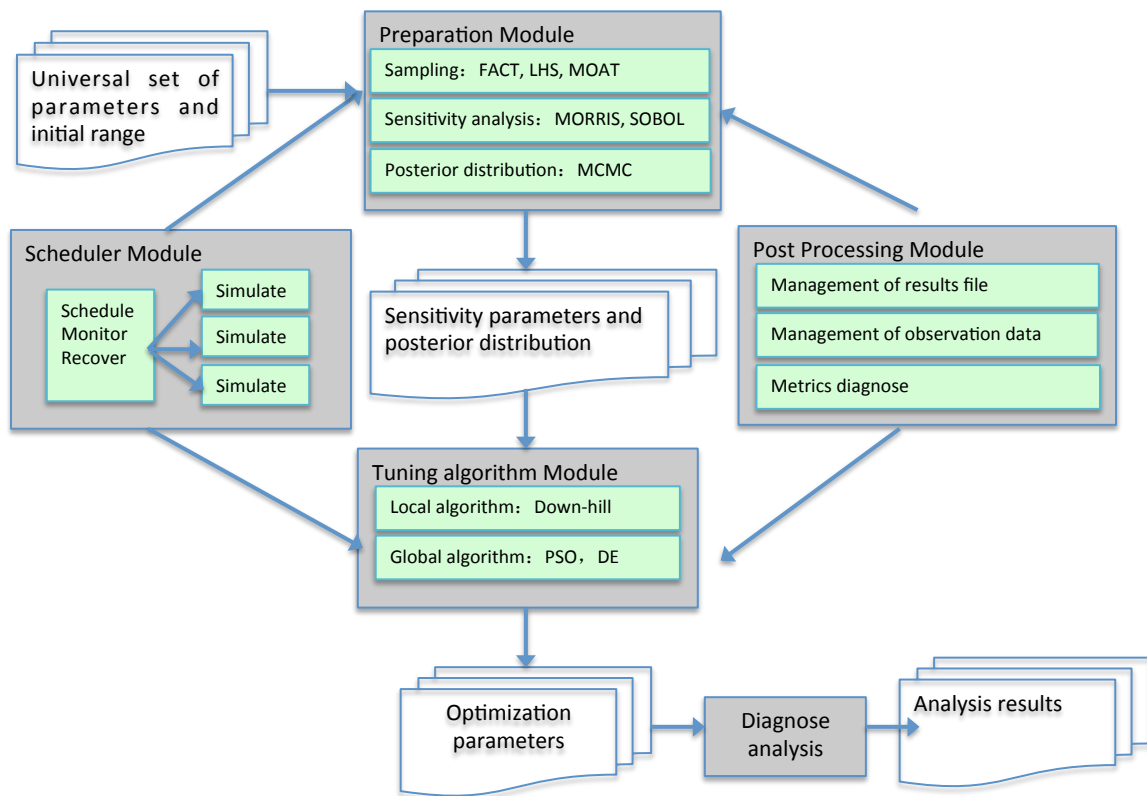 Universal set of
parameters and
initial range
Preparation Module
Sampling：FACT, LHS, MOAT
Sensitivity analysis：MORRIS, SOBOL
Posterior distribution：MCMC
Scheduler Module
Schedule
Monitor
Recover
Simulate
Simulate
Simulate
Sensitivity parameters and
posterior distribution
Post Processing Module
Management of results file
Management of observation data
Metrics diagnose
Tuning algorithm Module
Local algorithm：Down-hill
Global algorithm：PSO，DE
Optimization
parameters
Diagnose
analysis
Analysis results